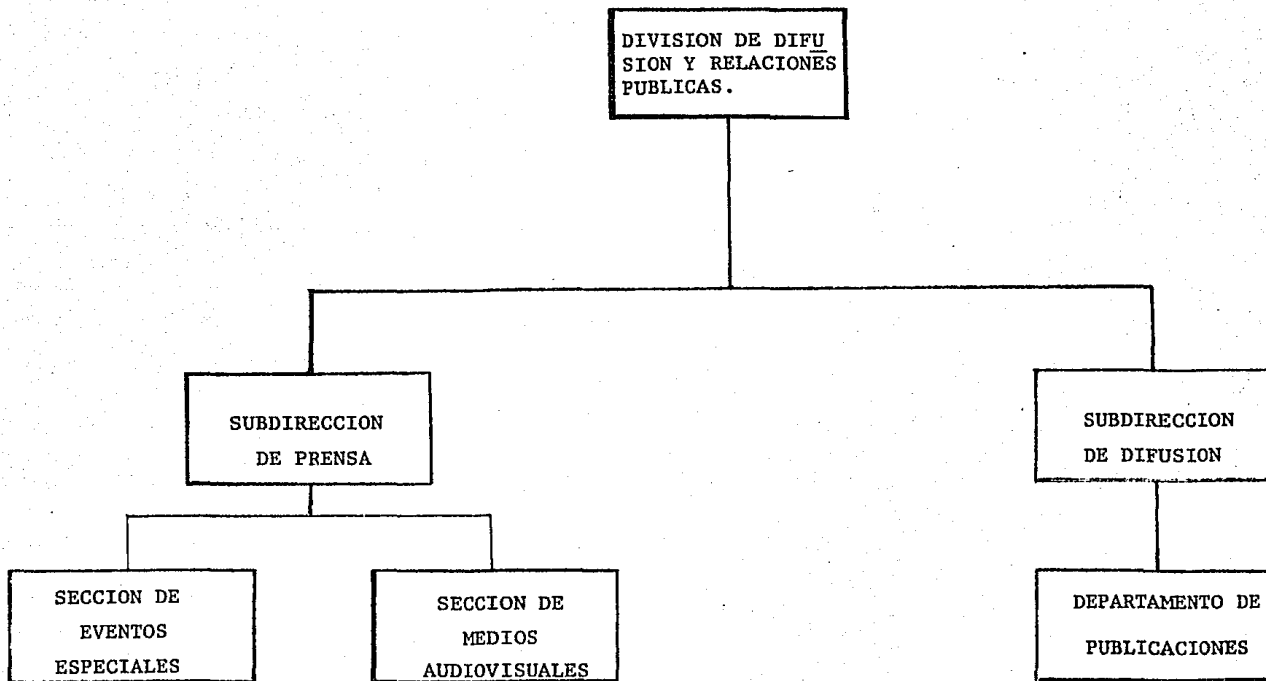 DIVISION DE DIFU
SION Y RELACIONES
PUBLICAS.
SUBDIRECCION
DE PRENSA
SUBDIRECCION
DE DIFUSION
SECCION DE
EVENTOS
ESPECIALES
SECCION DE
MEDIOS
AUDIOVISUALES
DEPARTAMENTO DE
PUBLICACIONES